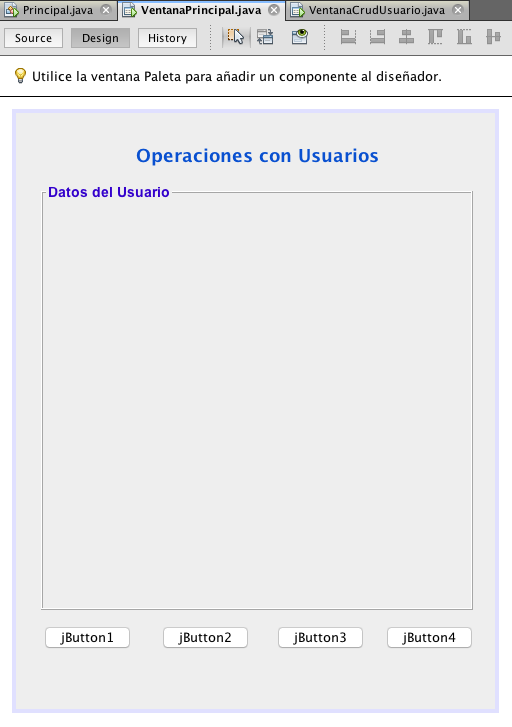 Principal.java VentanaPrincipal.java VentanaCrudUsuario.java
Source Design History
Utilice la ventana Paleta para añadir un componente al diseñador.
Operaciones con Usuarios
Datos del Usuario
jButton1 jButton2 jButton3 jButton4